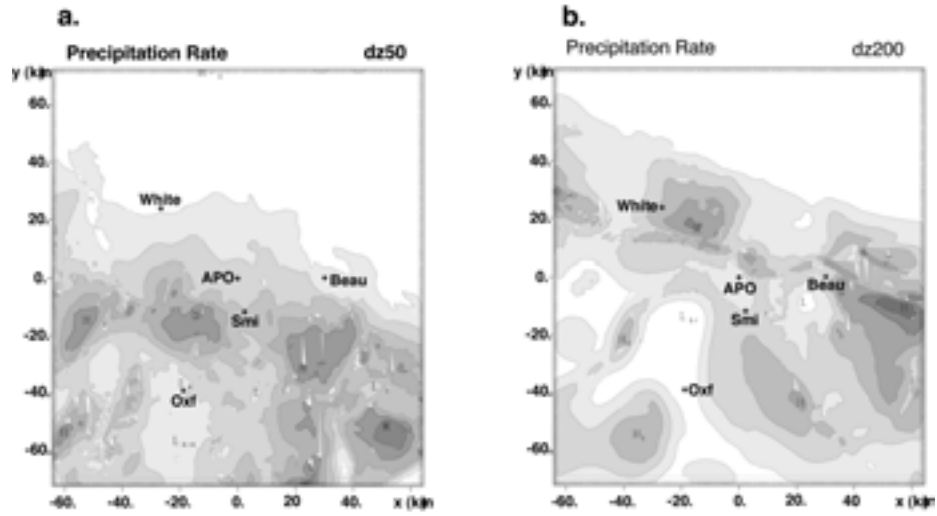 a.
Precipitation Rate dz50
y (km
60.
40.
White
20.
0.
APO
Beau
Smi
-20.
-40.
Oxf
-60.
-60. -40. -20. 0. 20 40. x (km
b.
Precipitation Rate dz200
y (km
60.
40.
White
20.
0.
APO
Beau
Smi
-20.
-40.
Oxf
-60.
-60. -40. -20. 0. 20. 40. x (km